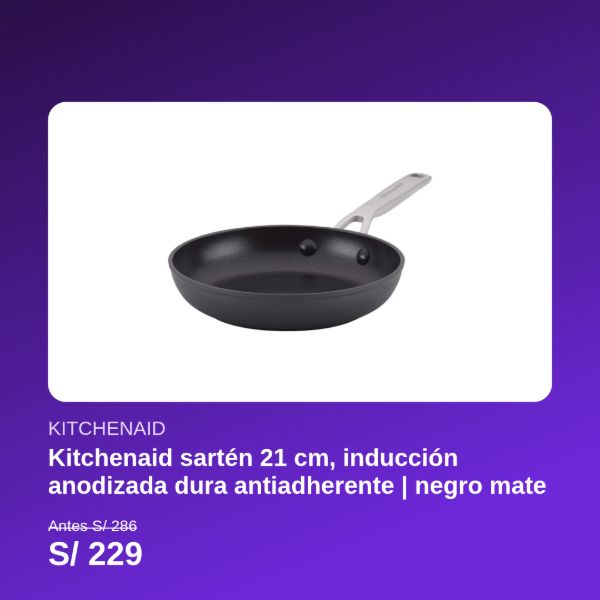 KITCHENAID
Kitchenaid sartén 21 cm, inducción
anodizada dura antiadherente | negro mate
Antes S/ 286
S/ 229